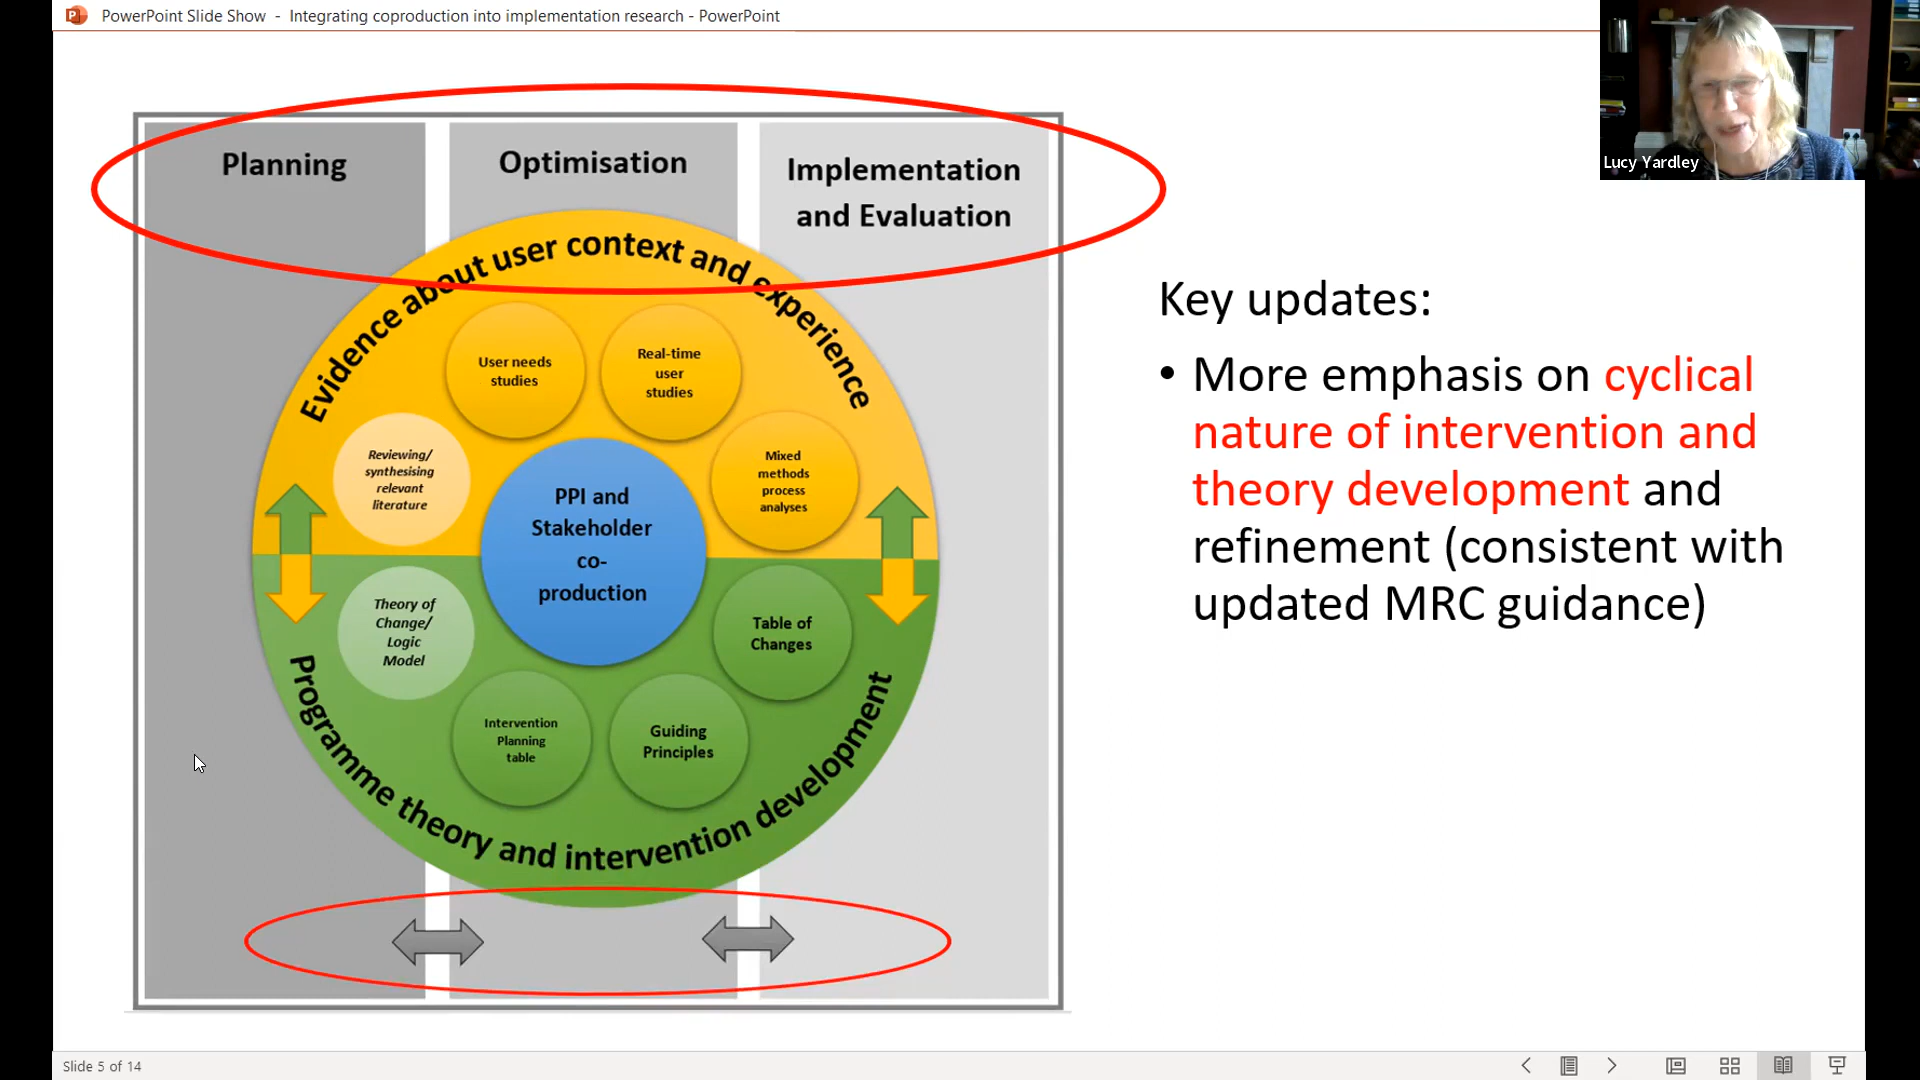 PowerPoint Slide Show - Integrating coproduction into implementation research - PowerPoint
Lucy Yardley
Planning
Optimisation
Implementation
and Evaluation
Evidence about user context and experience
User needs
studies
Real-time
user
studies
Reviewing/
synthesising
relevant
literature
Mixed
methods
process
analyses
PPI and
Stakeholder
co-
production
Theory of
Change/
Logic
Model
Table of
Changes
Intervention
Planning
table
Guiding
Principles
Programme theory and intervention development
Key updates:
• More emphasis on cyclical
nature of intervention and
theory development and
refinement (consistent with
updated MRC guidance)
Slide 5 of 14